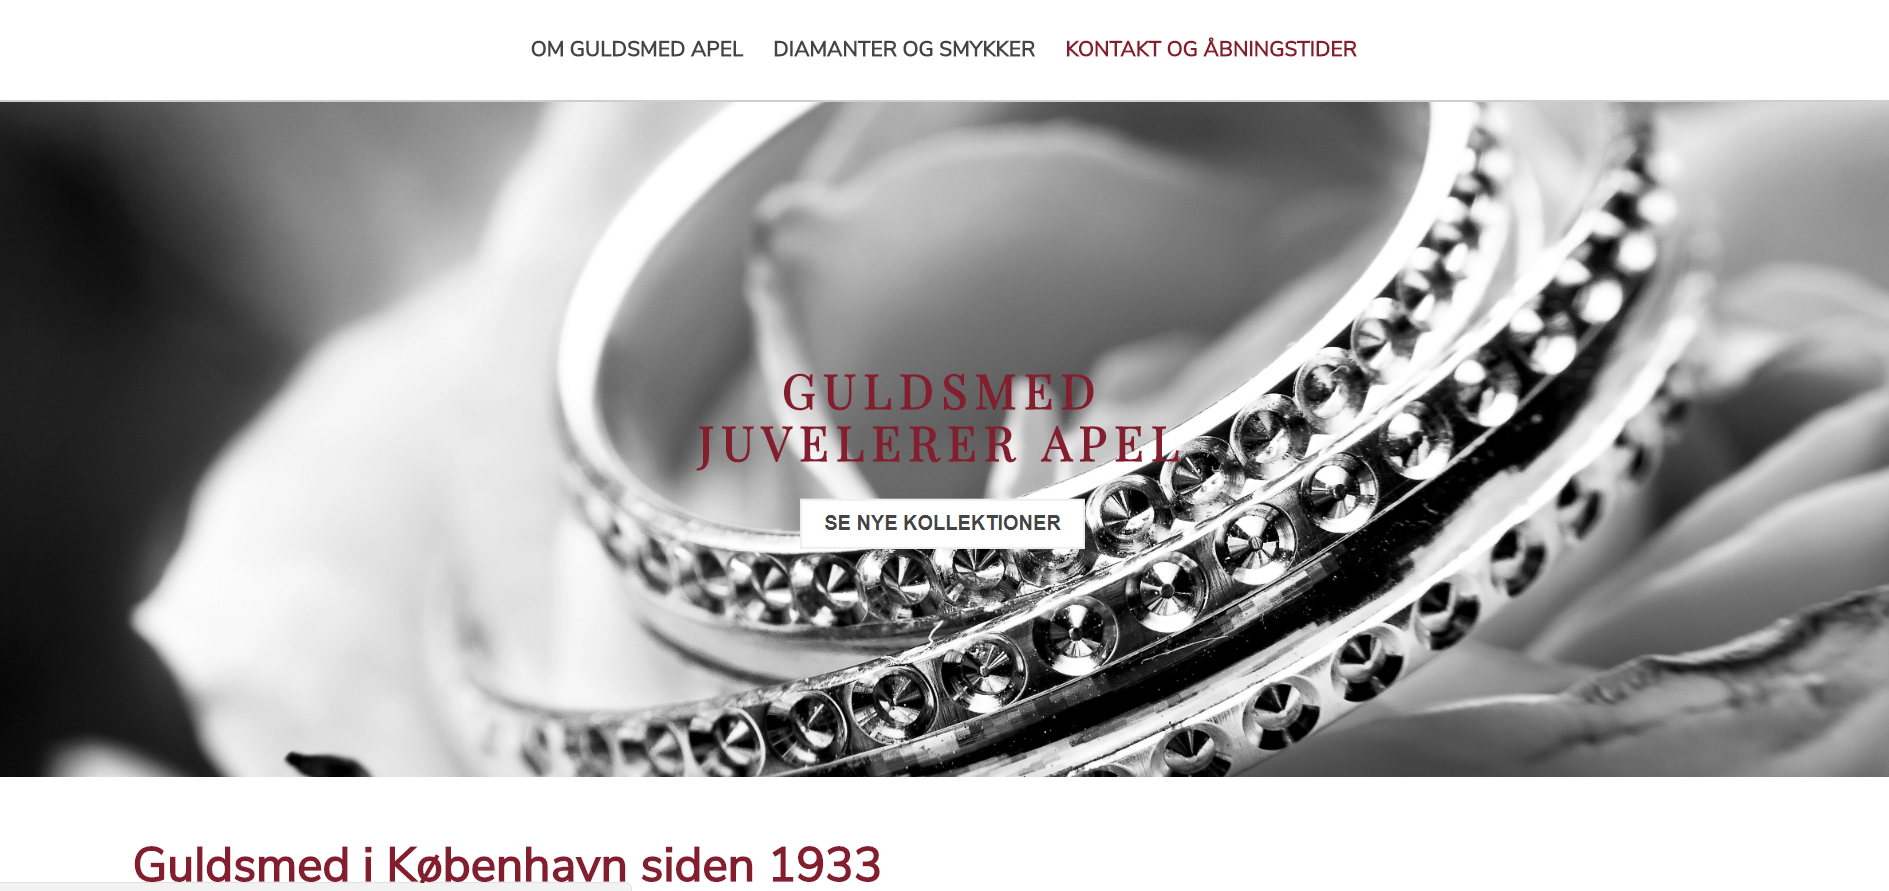 OM GULDSMED APEL DIAMANTER OG SMYKKER KONTAKT OG ÅBNINGSTIDER
GULDSMED
JUVELERER APEL
SE NYE KOLLEKTIONER
Guldsmed i København siden 1933